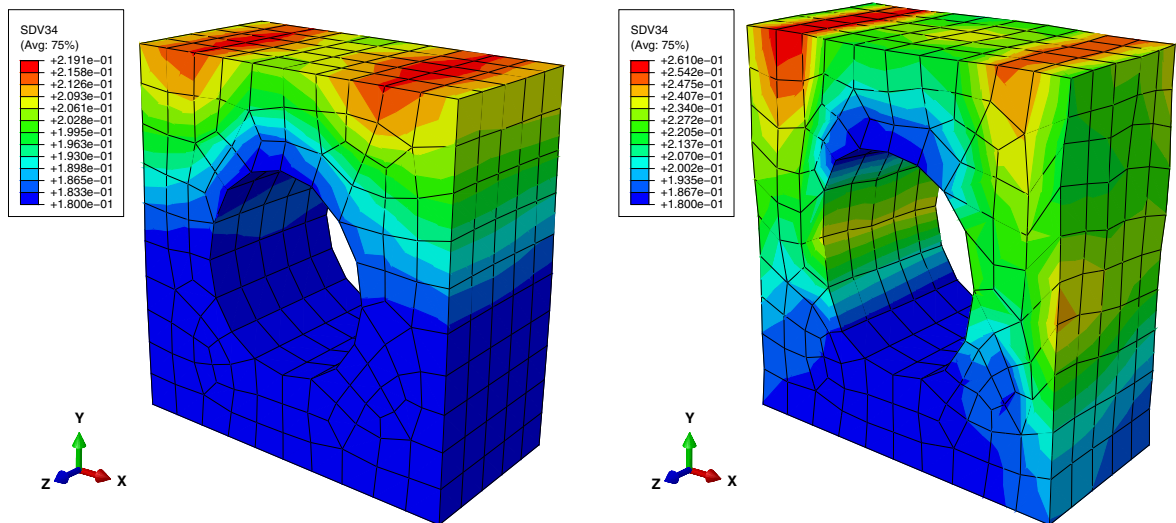 SDV34
(Avg: 75%)
+2.191e−01
+2.158e−01
+2.126e−01
+2.093e−01
+2.061e−01
+2.028e−01
+1.995e−01
+1.963e−01
+1.930e−01
+1.898e−01
+1.865e−01
+1.833e−01
+1.800e−01
Y
Z
X
SDV34
(Avg: 75%)
+2.610e−01
+2.542e−01
+2.475e−01
+2.407e−01
+2.340e−01
+2.272e−01
+2.205e−01
+2.137e−01
+2.070e−01
+2.002e−01
+1.935e−01
+1.867e−01
+1.800e−01
Y
Z
X